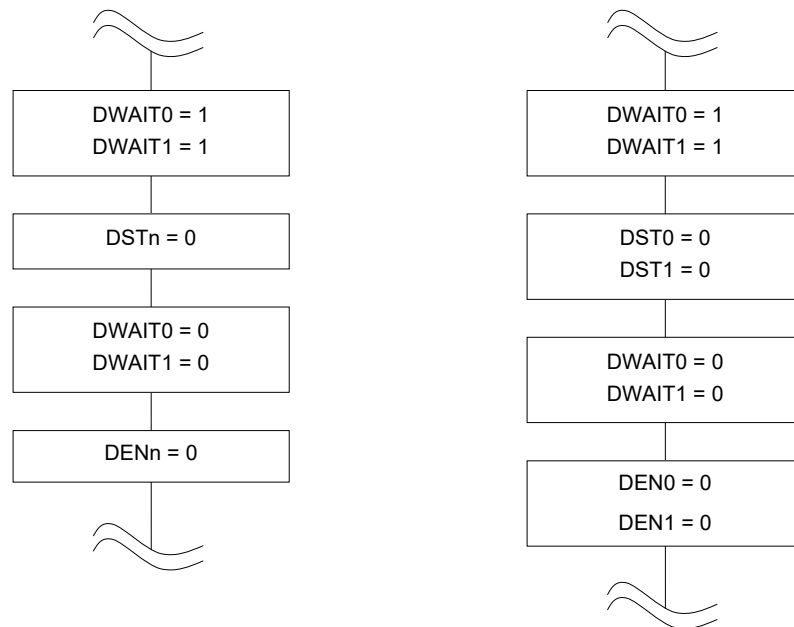 DWAIT0 = 1
DWAIT1 = 1
DSTn = 0
DWAIT0 = 0
DWAIT1 = 0
DENn = 0
DWAIT0 = 1
DWAIT1 = 1
DST0 = 0
DST1 = 0
DWAIT0 = 0
DWAIT1 = 0
DEN0 = 0
DEN1 = 0